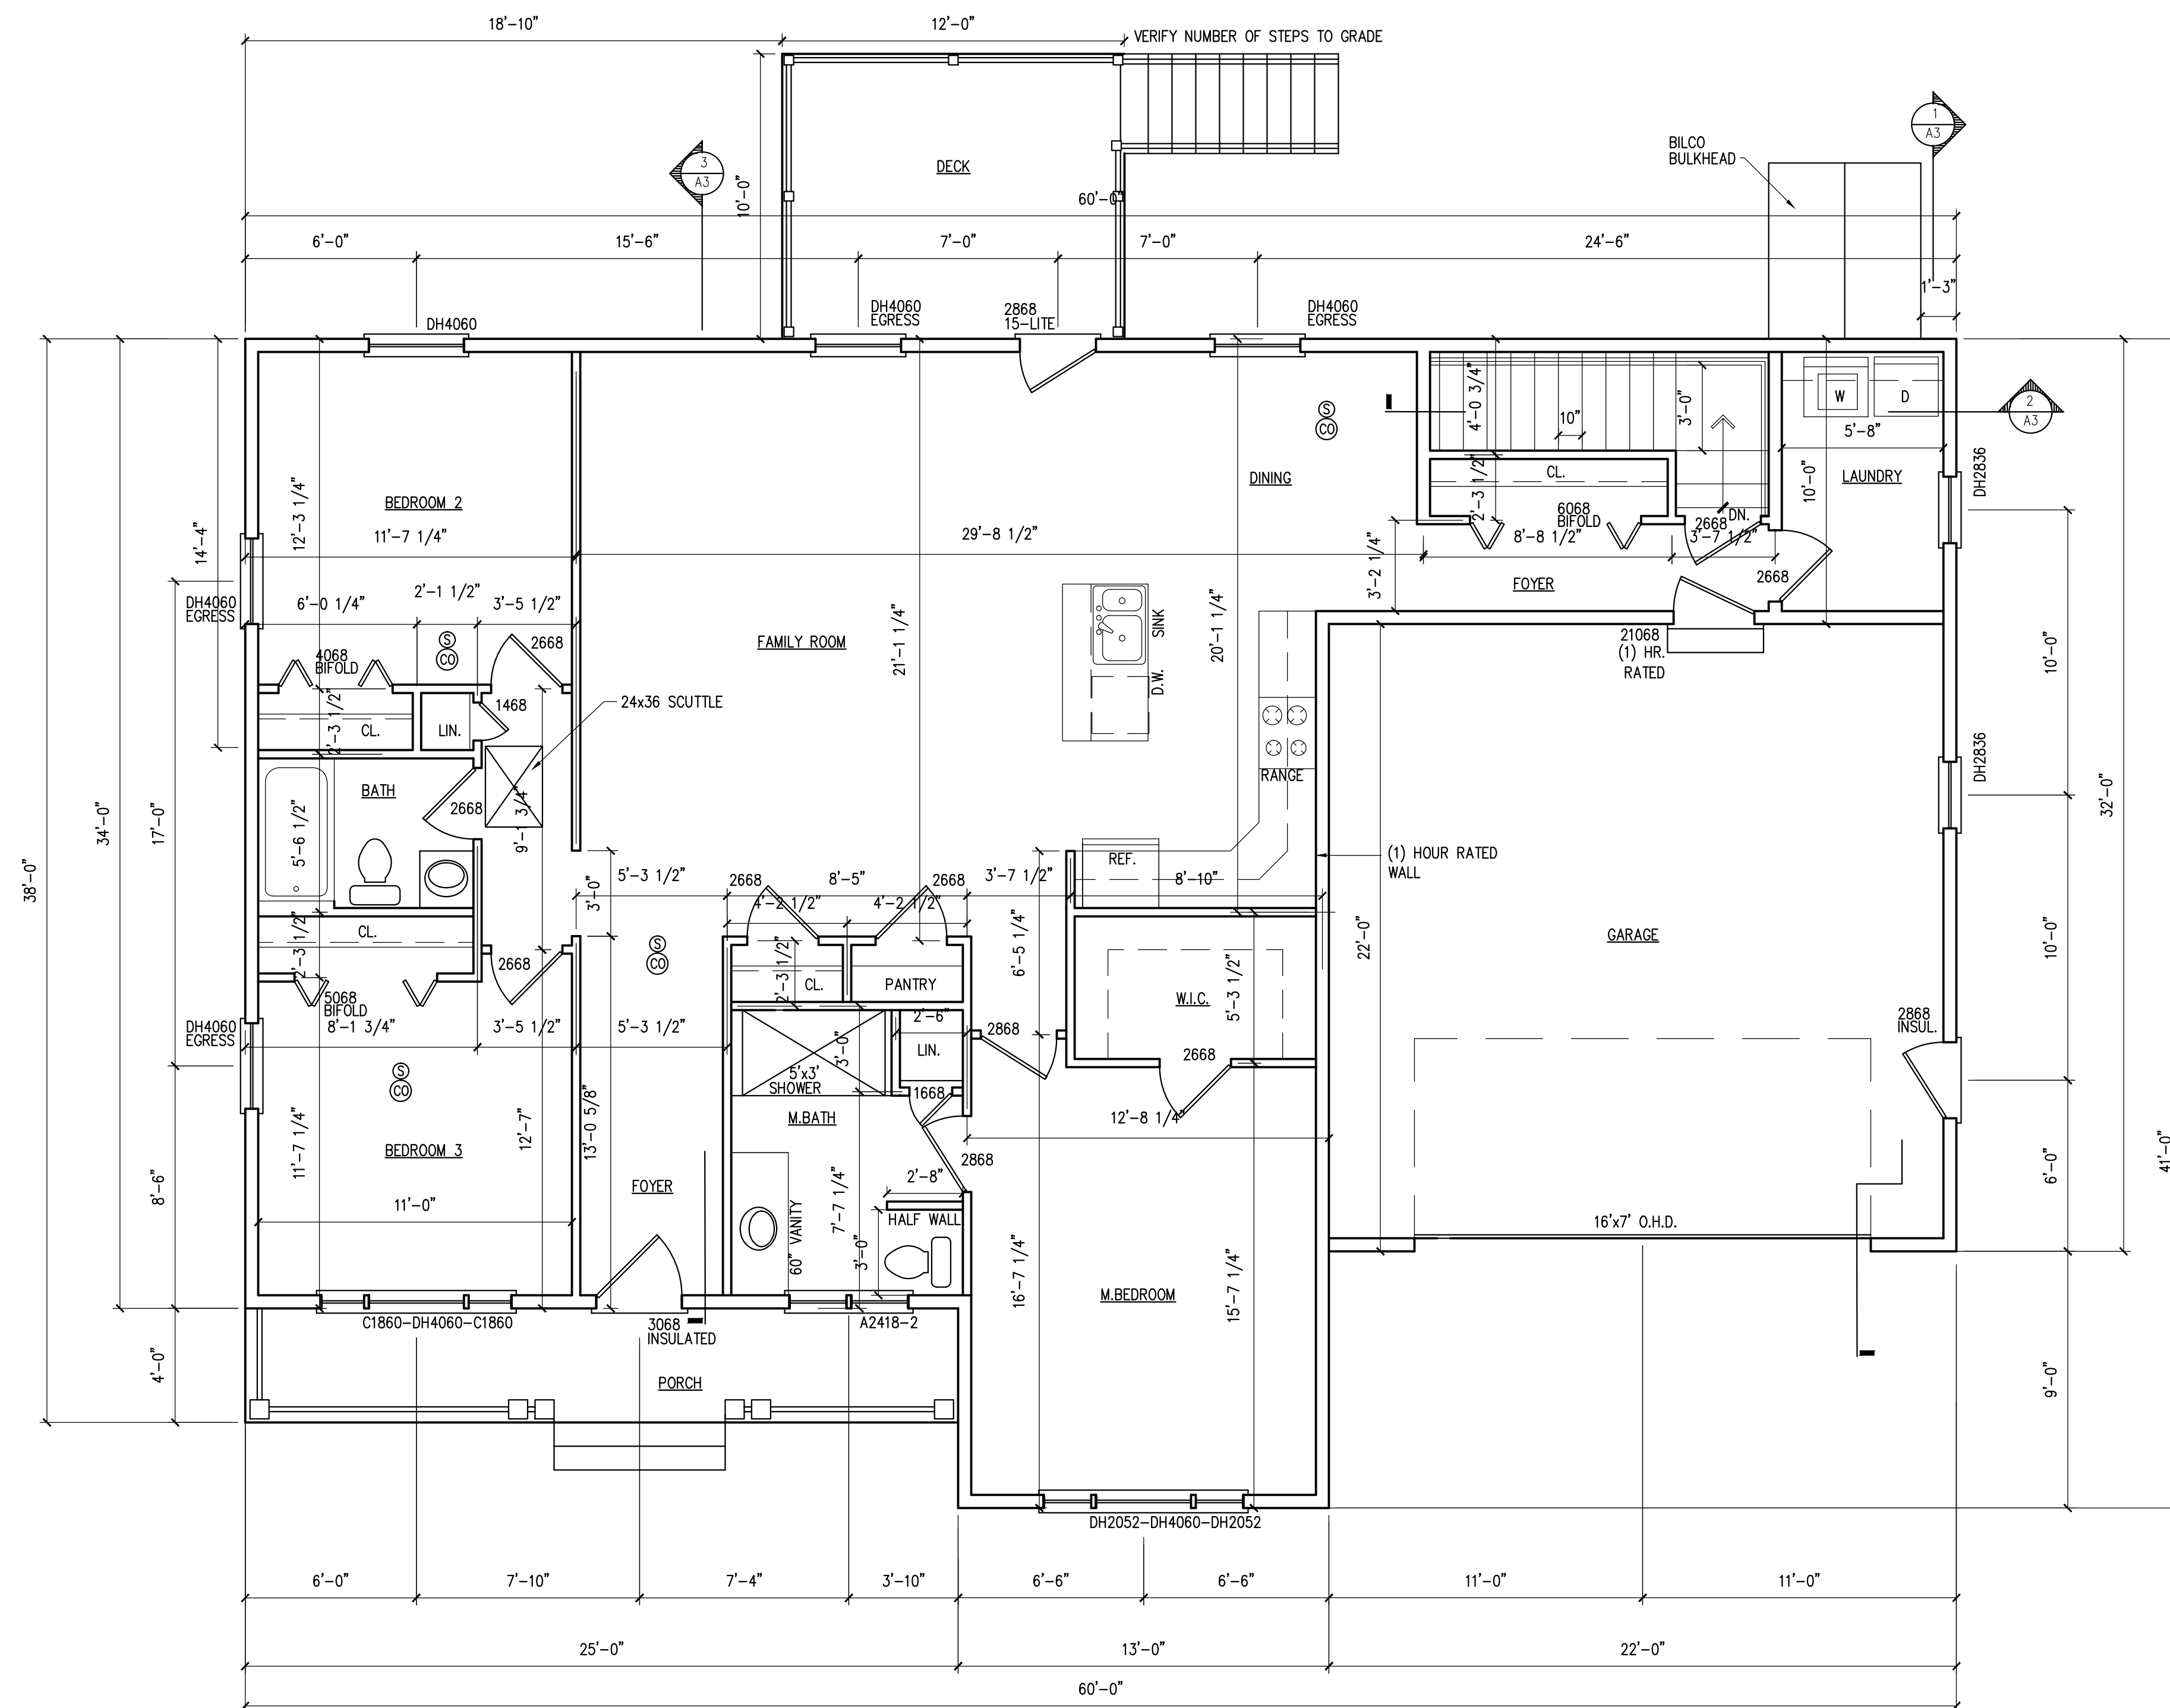 18'-10"
12'-0"
VERIFY NUMBER OF STEPS TO GRADE
1
A3
BILCO
BULKHEAD
3
A3
DECK
10'-0"
60'-0"
6'-0"
15'-6"
7'-0"
7'-0"
24'-6"
1'-3"
DH4060
DH4060
EGRESS
2868
15-LITE
DH4060
EGRESS
S
CO
4'-0 3/4"
10"
3'-0"
W
D
2
A3
5'-8"
10'-0"
LAUNDRY
DH2836
DINING
CL.
2'-3 1/2"
6068
BIFOLD
8'-8 1/2"
DN.
2668
3'-7 1/2"
BEDROOM 2
12'-3 1/4"
11'-7 1/4"
14'-4"
29'-8 1/2"
3'-2 1/4"
FOYER
2668
2'-1 1/2"
6'-0 1/4"
3'-5 1/2"
DH4060
EGRESS
S
CO
2668
4068
BIFOLD
FAMILY ROOM
21'-1 1/4"
SINK
D.W.
20'-1 1/4"
21068
(1) HR.
RATED
10'-0"
24x36 SCUTTLE
1468
2'-3 1/2"
CL.
LIN.
RANGE
DH2836
BATH
2668
5'-6 1/2"
9'-1 3/4"
17'-0"
34'-0"
38'-0"
32'-0"
REF.
(1) HOUR RATED
WALL
3'-0"
5'-3 1/2"
2668
8'-5"
2668
3'-7 1/2"
8'-10"
4'-2 1/2"
4'-2 1/2"
CL.
2'-3 1/2"
2668
S
CO
6'-5 1/4"
22'-0"
GARAGE
10'-0"
5'-3 1/2"
2'-3 1/2"
CL.
PANTRY
W.I.C.
5068
BIFOLD
8'-1 3/4"
3'-5 1/2"
5'-3 1/2"
2'-6"
2868
2668
DH4060
EGRESS
2868
INSUL.
LIN.
3'-0"
5'x3'
SHOWER
1668
S
CO
M.BATH
12'-8 1/4"
BEDROOM 3
11'-7 1/4"
12'-7"
13'-0 5/8"
2868
2'-8"
8'-6"
11'-0"
FOYER
60" VANITY
7'-7 1/4"
HALF WALL
3'-0"
16'x7' O.H.D.
6'-0"
41'-0"
16'-7 1/4"
15'-7 1/4"
M.BEDROOM
C1860-DH4060-C1860
3068
INSULATED
A2418-2
4'-0"
PORCH
9'-0"
DH2052-DH4060-DH2052
6'-0"
7'-10"
7'-4"
3'-10"
6'-6"
6'-6"
11'-0"
11'-0"
25'-0"
13'-0"
22'-0"
60'-0"